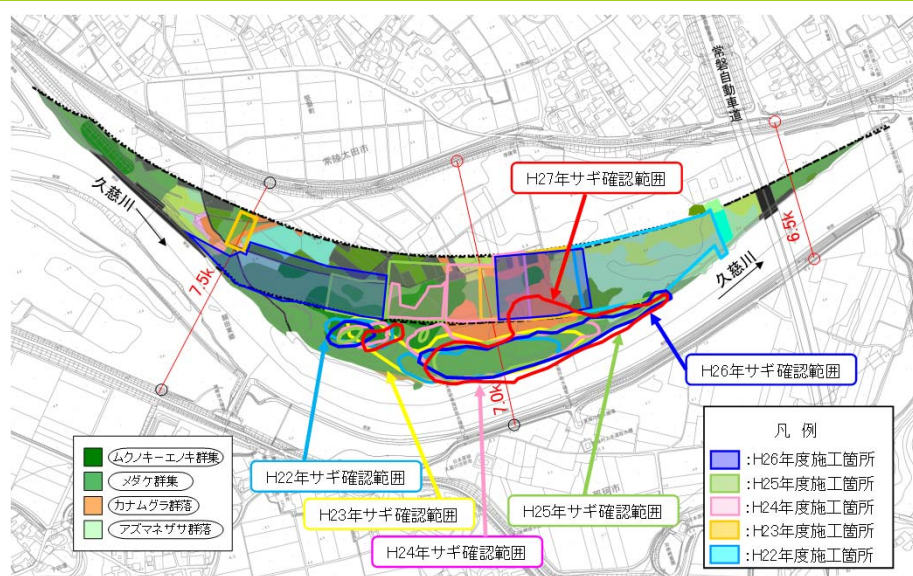 常磐自動車道
常陸太田市
H27年サギ確認範囲
久慈川
7.5k
7.0k
6.5k
久慈川
H26年サギ確認範囲
ムクノキーエノキ群集
メダケ群集
カナムグラ群落
アズマネザサ群落
H22年サギ確認範囲
H23年サギ確認範囲
H24年サギ確認範囲
H25年サギ確認範囲
那珂市
凡 例
:H26年度施工箇所
:H25年度施工箇所
:H24年度施工箇所
:H23年度施工箇所
:H22年度施工箇所